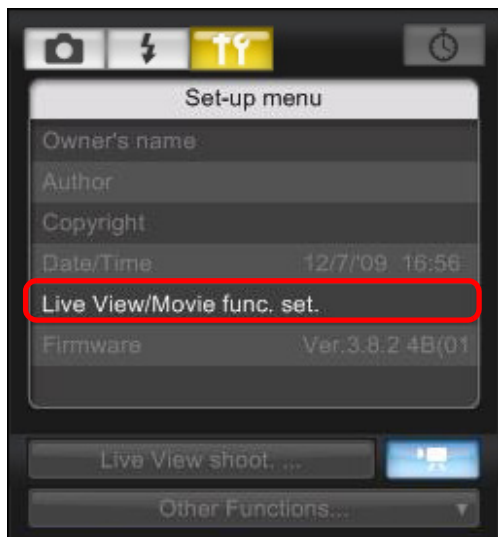 Set-up menu
Owner's name
Author
Copyright
Date/Time 12/7/'09 16:56
Live View/Movie func. set.
Firmware Ver.3.8.2 4B(01
Live View shoot. ...
Other Functions...